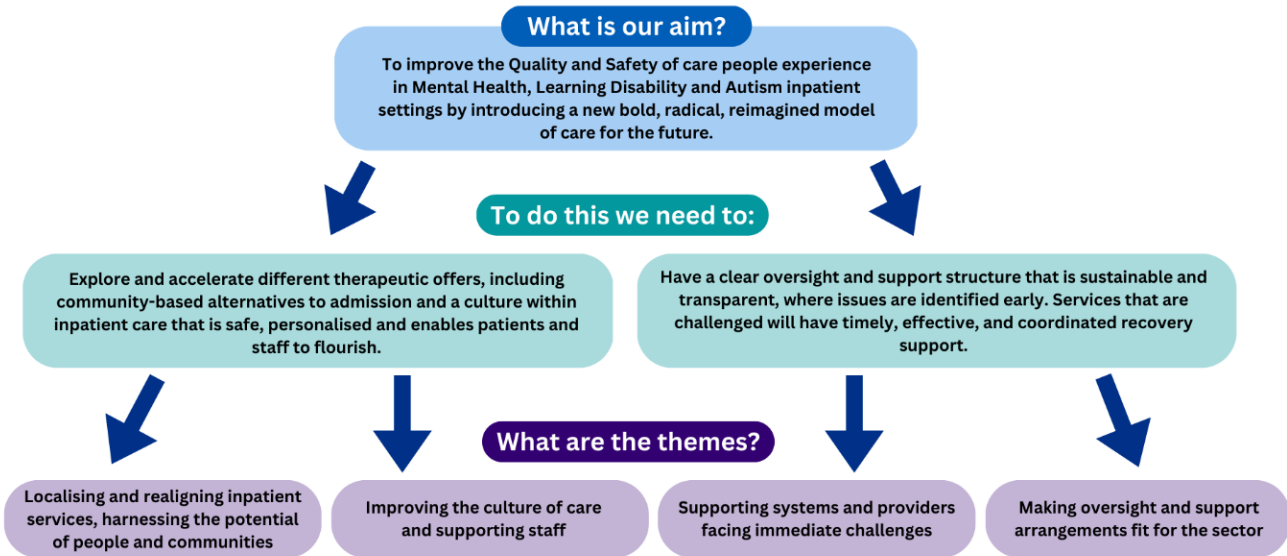 What is our aim?
To improve the Quality and Safety of care people experience
in Mental Health, Learning Disability and Autism inpatient
settings by introducing a new bold, radical, reimagined model
of care for the future.
To do this we need to:
Explore and accelerate different therapeutic offers, including
community-based alternatives to admission and a culture within
inpatient care that is safe, personalised and enables patients and
staff to flourish.
Have a clear oversight and support structure that is sustainable and
transparent, where issues are identified early. Services that are
challenged will have timely, effective, and coordinated recovery
support.
What are the themes?
Localising and realigning inpatient
services, harnessing the potential
of people and communities
Improving the culture of care
and supporting staff
Supporting systems and providers
facing immediate challenges
Making oversight and support
arrangements fit for the sector